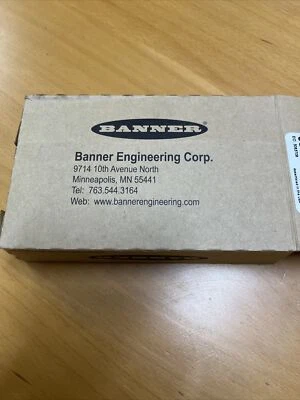 BANNER
Banner Engineering Corp.
9714 10th Avenue North
Minneapolis, MN 55441
Tel: 763.544.3164
Web: www.bannerengineering.com